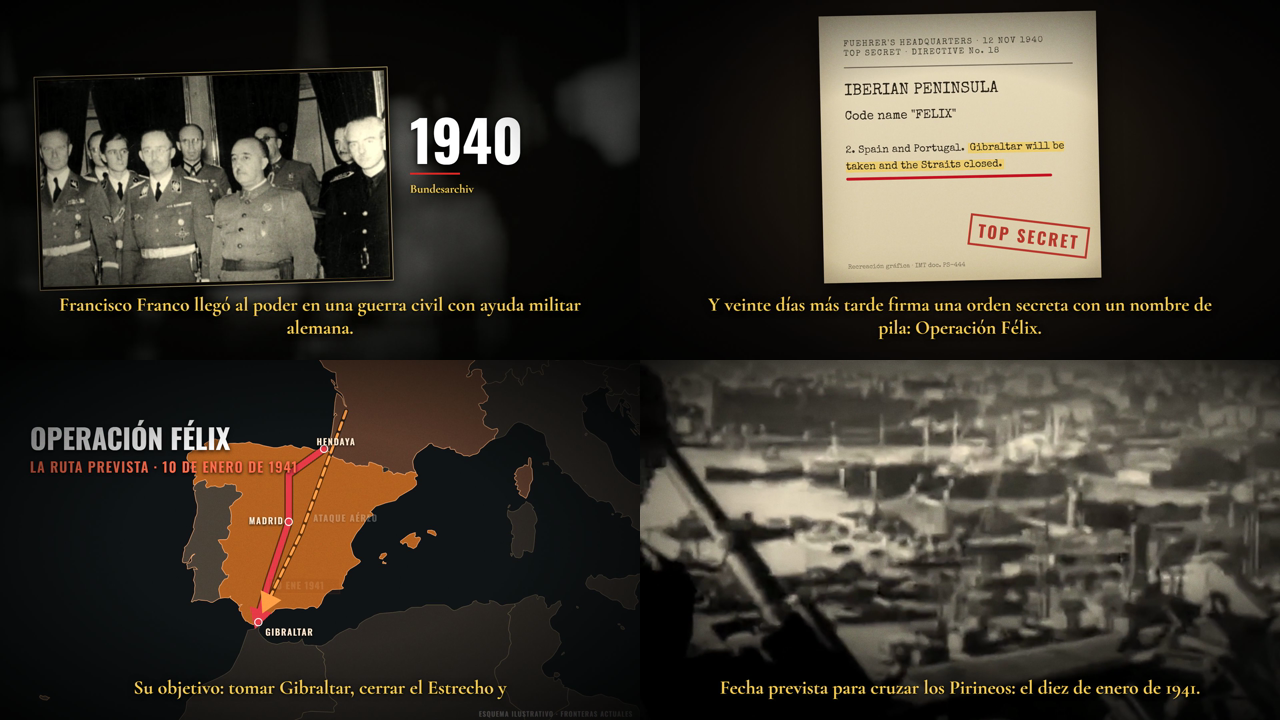 1940
Bundesarchiv
Francisco Franco llegó al poder en una guerra civil con ayuda militar
alemana.
FUEHRER'S HEADQUARTERS · 12 NOV 1940
TOP SECRET · DIRECTIVE No. 18
IBERIAN PENINSULA
Code name "FELIX"
2. Spain and Portugal. Gibraltar will be
taken and the Straits closed.
TOP SECRET
Recreación gráfica · IMT doc. PS-444
Y veinte días más tarde firma una orden secreta con un nombre de
pila: Operación Félix.
OPERACIÓN FÉLIX
LA RUTA PREVISTA · 10 DE ENERO DE 1941
HENDAYA
MADRID
ATAQUE AÉREO
ENE 1941
GIBRALTAR
Su objetivo: tomar Gibraltar, cerrar el Estrecho y
ESQUEMA ILUSTRATIVO · FRONTERAS ACTUALES
Fecha prevista para cruzar los Pirineos: el diez de enero de 1941.